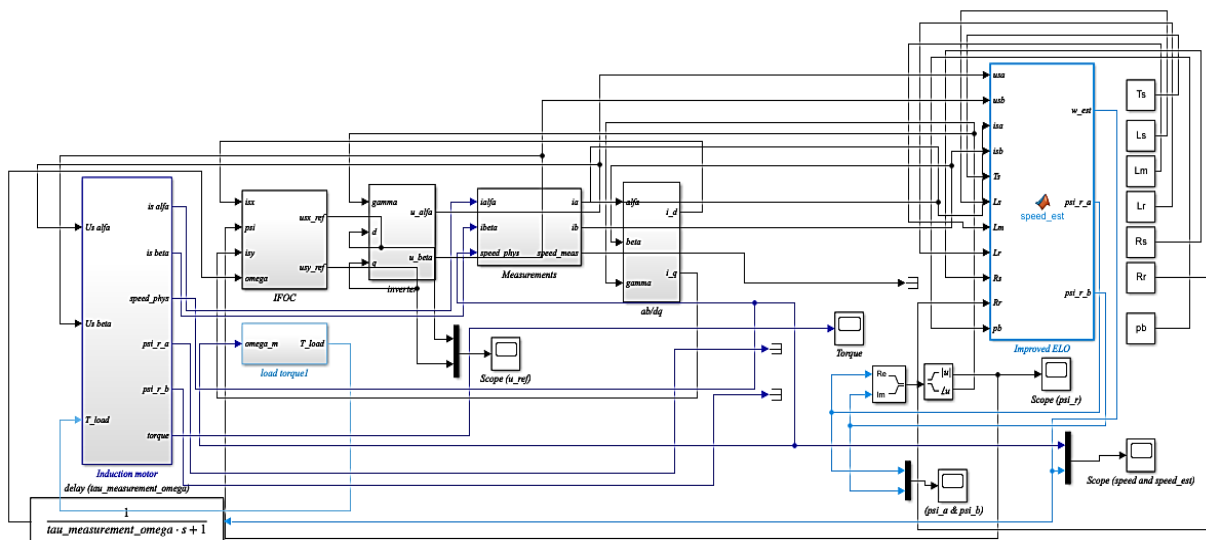 Us alfa
Us beta
T_load
is alfa
is beta
speed_phys
psi_r_a
psi_r_b
torque
Induction motor
delay (tau_measurement_omega)
1
tau_measurement_omega · s + 1
isx
psi
isy
omega
usx_ref
usy_ref
IFOC
omega_m
T_load
load torque1
gamma
d
q
u_alfa
u_beta
inverter
Scope (u_ref)
ialfa
ibeta
speed_phys
ia
ib
speed_meas
Measurements
alfa
beta
gamma
i_d
i_q
ab/dq
Torque
Re
Im
|u|
∠u
Scope (psi_r)
(psi_a & psi_b)
Scope (speed and speed_est)
usa
usb
isa
isb
Ts
Ls
Lm
Lr
Rs
Rr
pb
speed_est
w_est
psi_r_a
psi_r_b
Improved ELO
Ts
Ls
Lm
Lr
Rs
Rr
pb